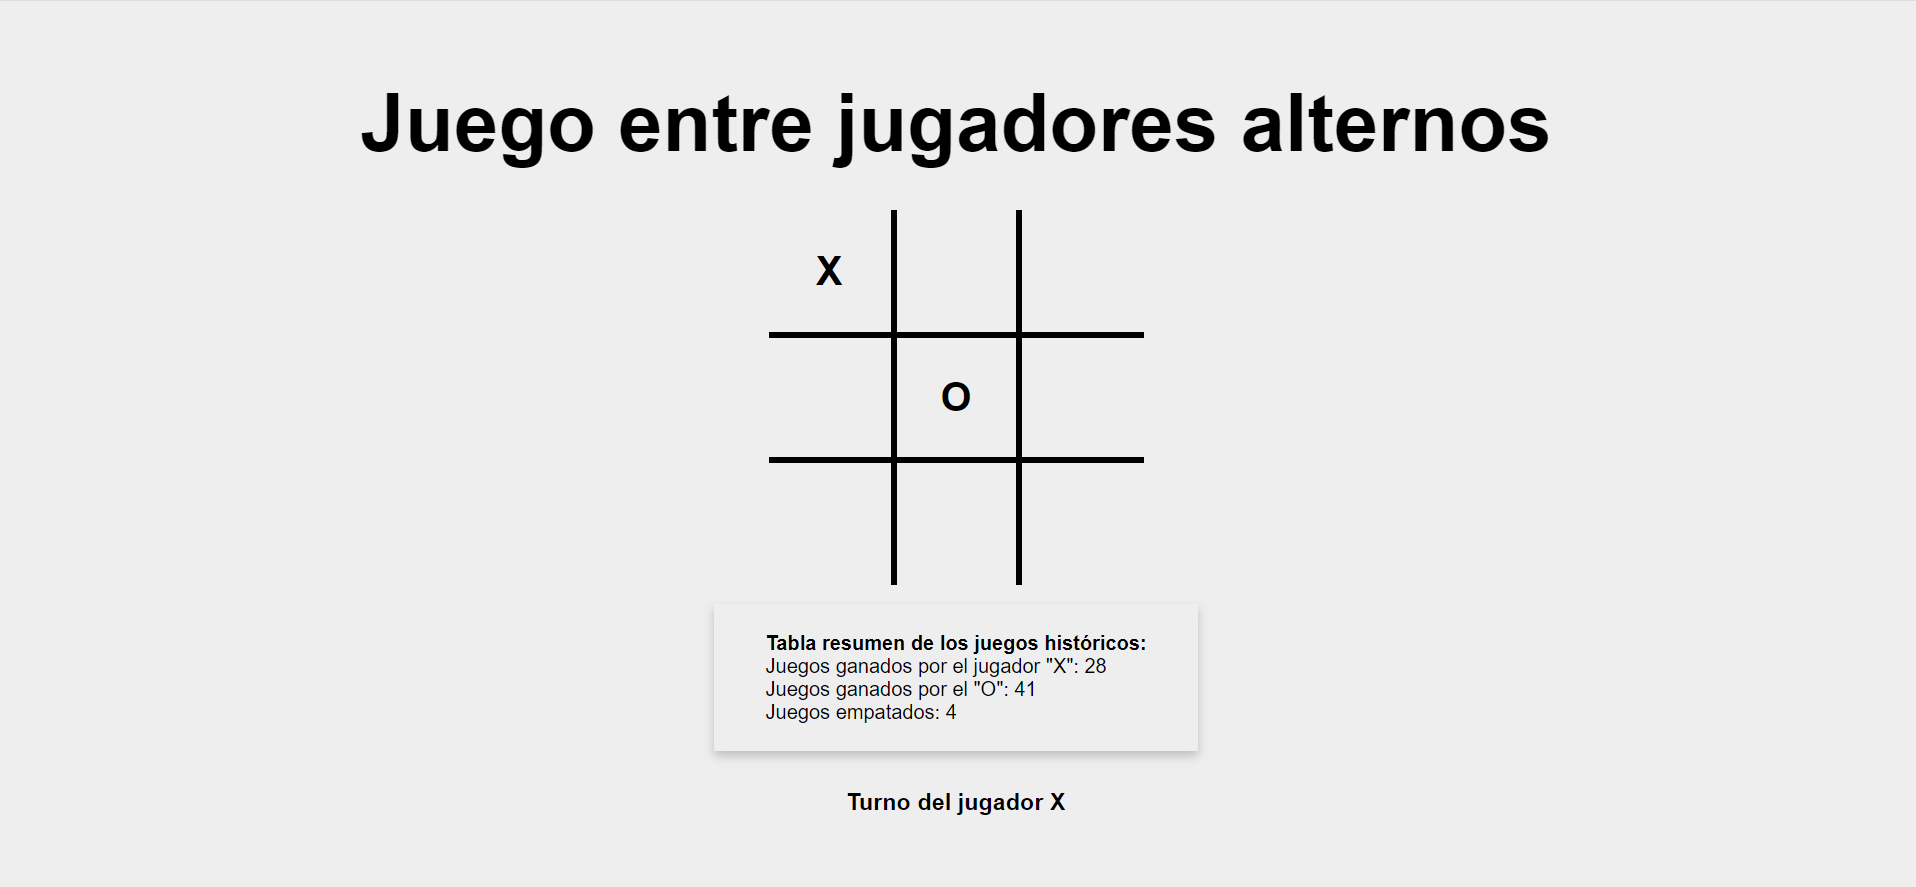 Juego entre jugadores alternos
X
O
Tabla resumen de los juegos históricos:
Juegos ganados por el jugador "X": 28
Juegos ganados por el "O": 41
Juegos empatados: 4
Turno del jugador X